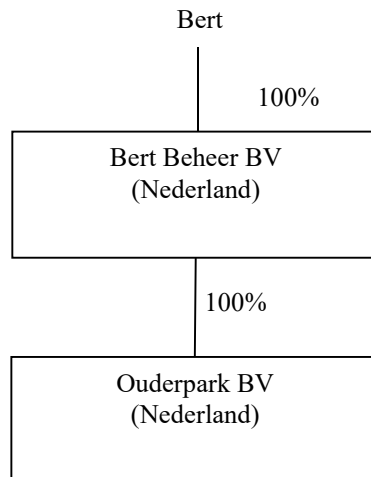 Bert
100%
Bert Beheer BV
(Nederland)
100%
Ouderpark BV
(Nederland)